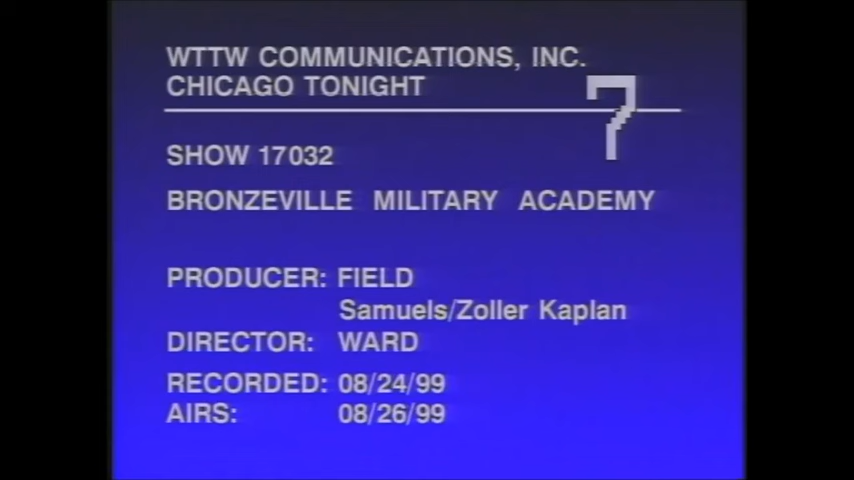 WTTW COMMUNICATIONS, INC.
CHICAGO TONIGHT
7
SHOW 17032
BRONZEVILLE MILITARY ACADEMY
PRODUCER: FIELD
Samuels/Zoller Kaplan
DIRECTOR: WARD
RECORDED: 08/24/99
AIRS: 08/26/99